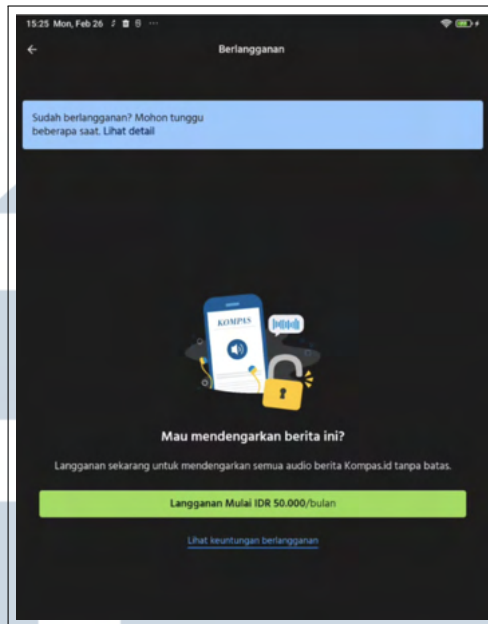 15:25 Mon, Feb 26
Berlangganan
Sudah berlangganan? Mohon tunggu
beberapa saat. Lihat detail
KOMPAS
Mau mendengarkan berita ini?
Langganan sekarang untuk mendengarkan semua audio berita Kompas.id tanpa batas.
Langganan Mulai IDR 50.000/bulan
Lihat keuntungan berlangganan